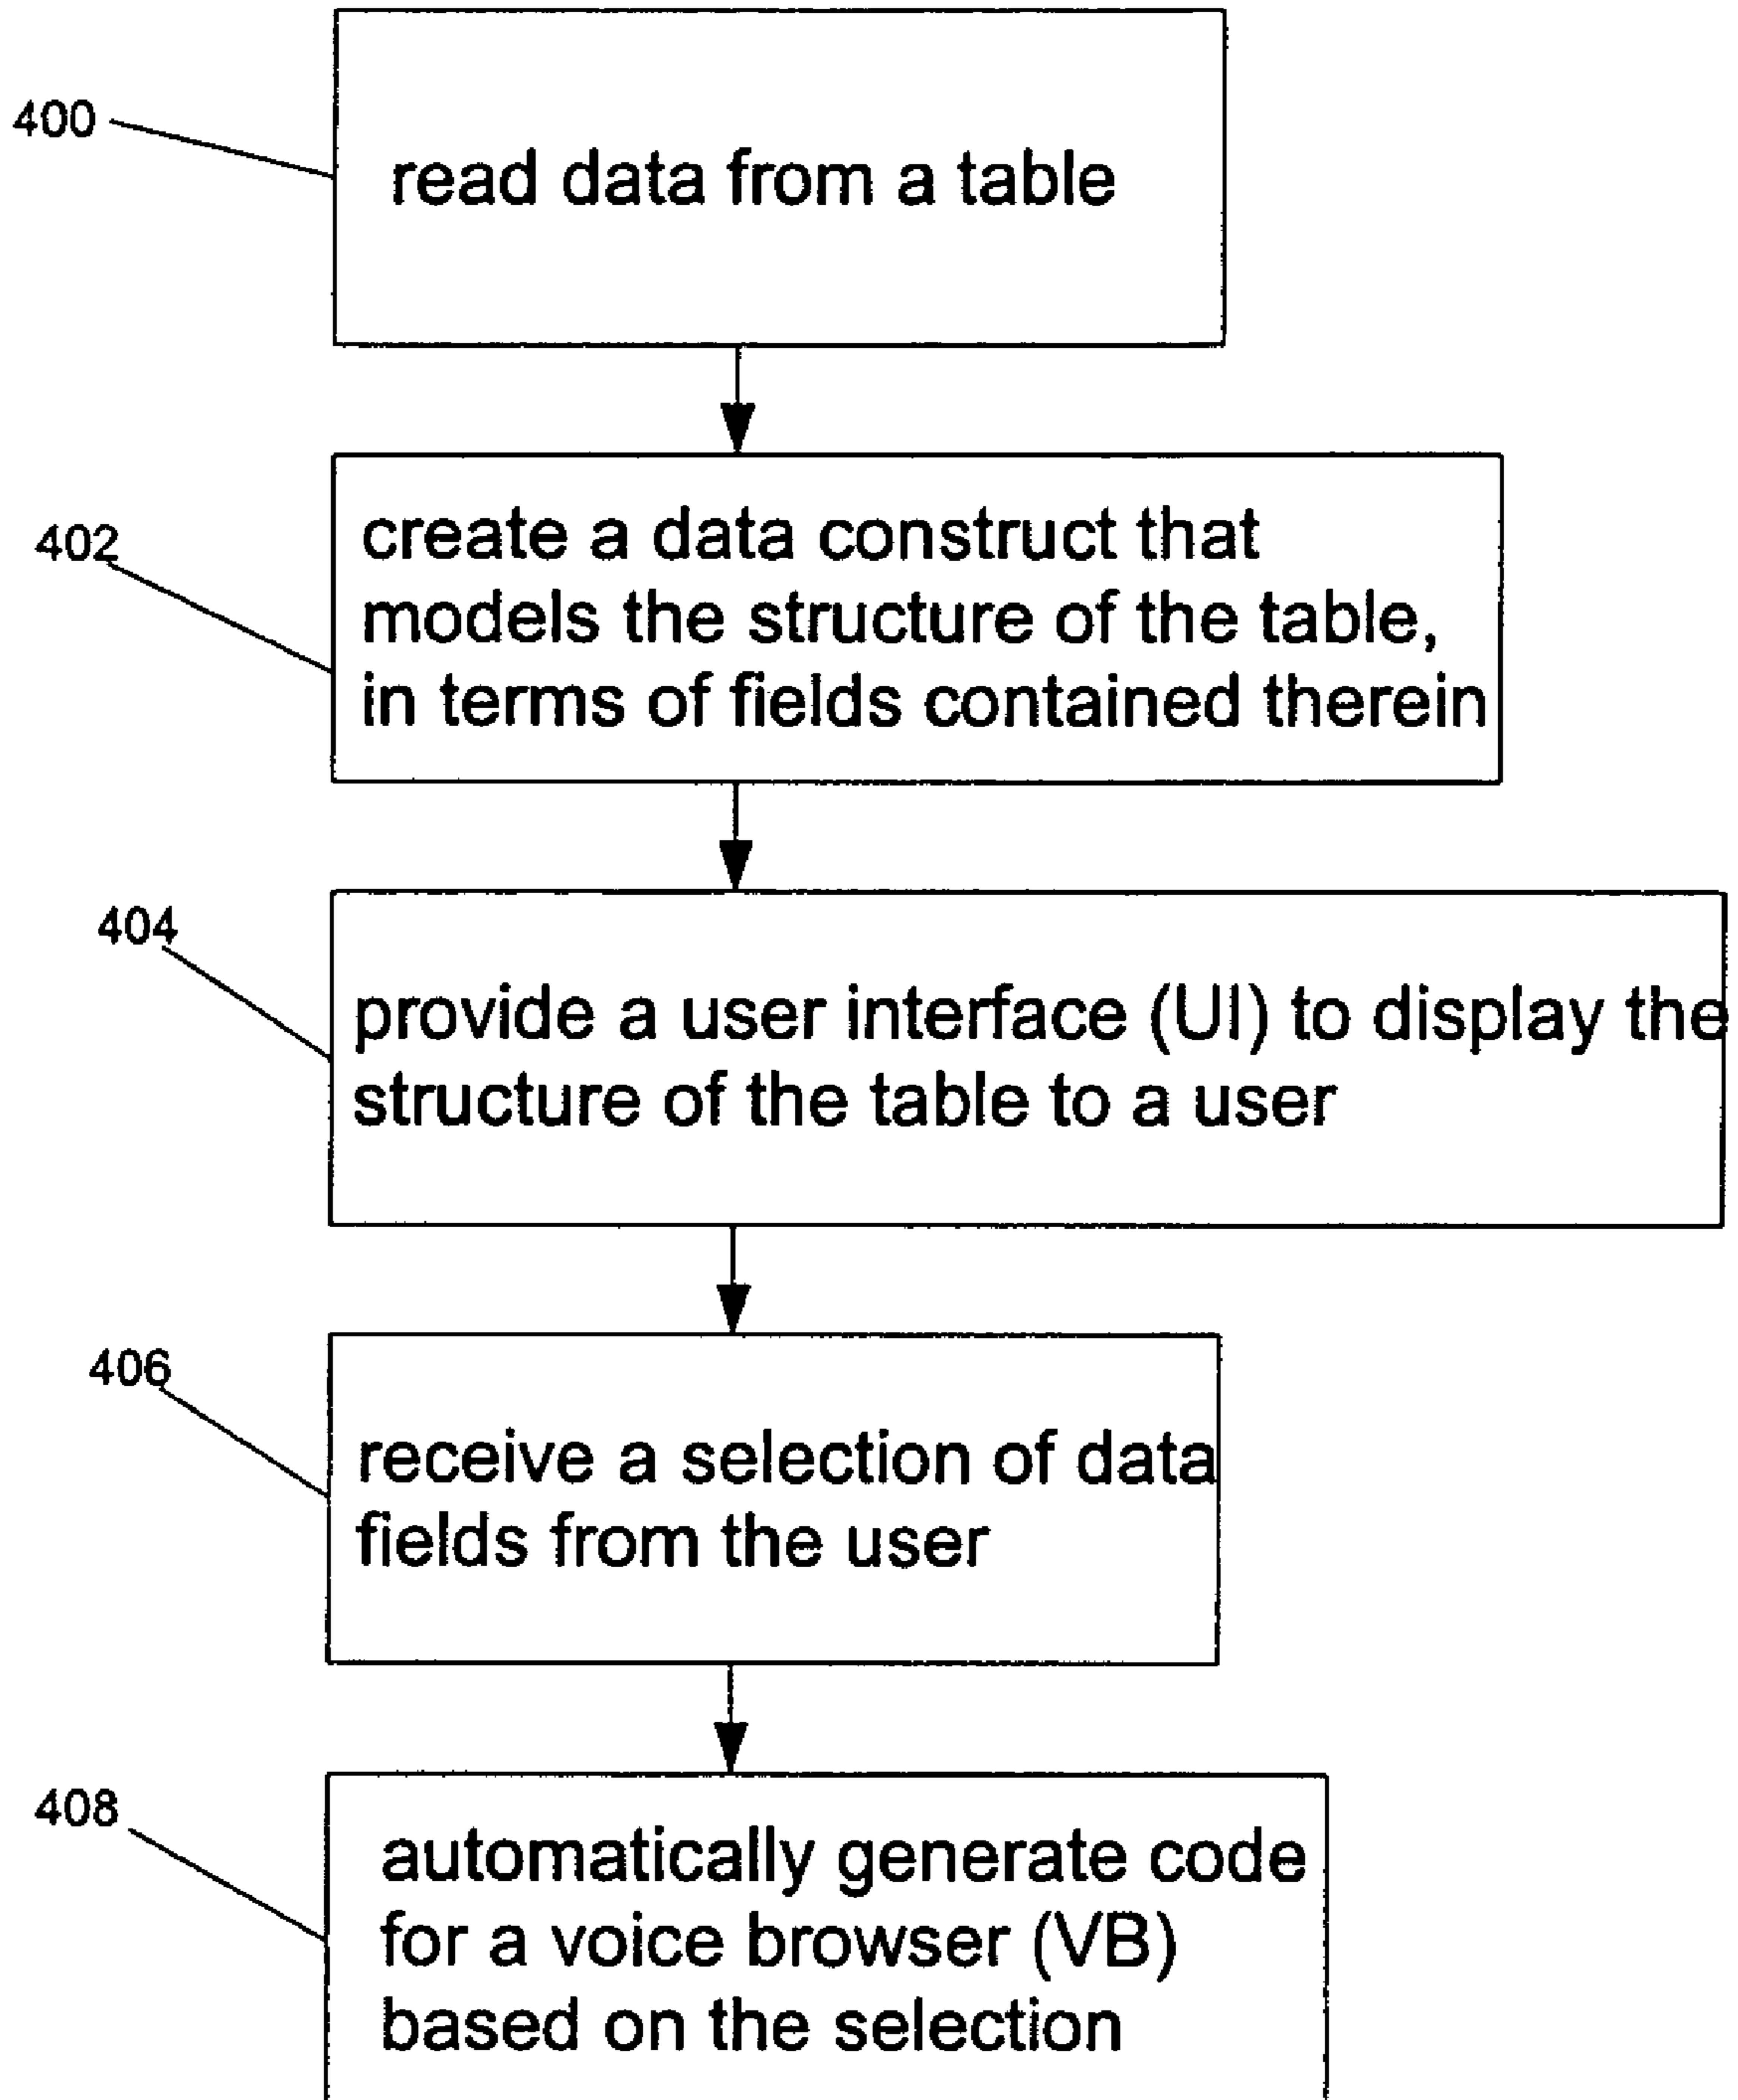 400
read data from a table
402
create a data construct that
models the structure of the table,
in terms of fields contained therein
404
provide a user interface (UI) to display the
structure of the table to a user
406
receive a selection of data
fields from the user
408
automatically generate code
for a voice browser (VB)
based on the selection